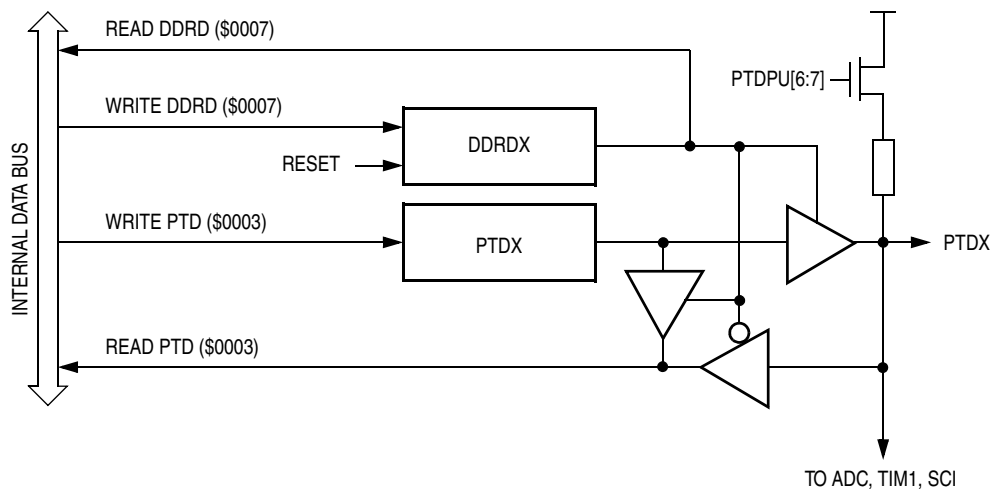 READ DDRD ($0007)
PTDPU[6:7]
WRITE DDRD ($0007)
DDRDX
RESET
INTERNAL DATA BUS
WRITE PTD ($0003)
PTDX
PTDX
READ PTD ($0003)
TO ADC, TIM1, SCI